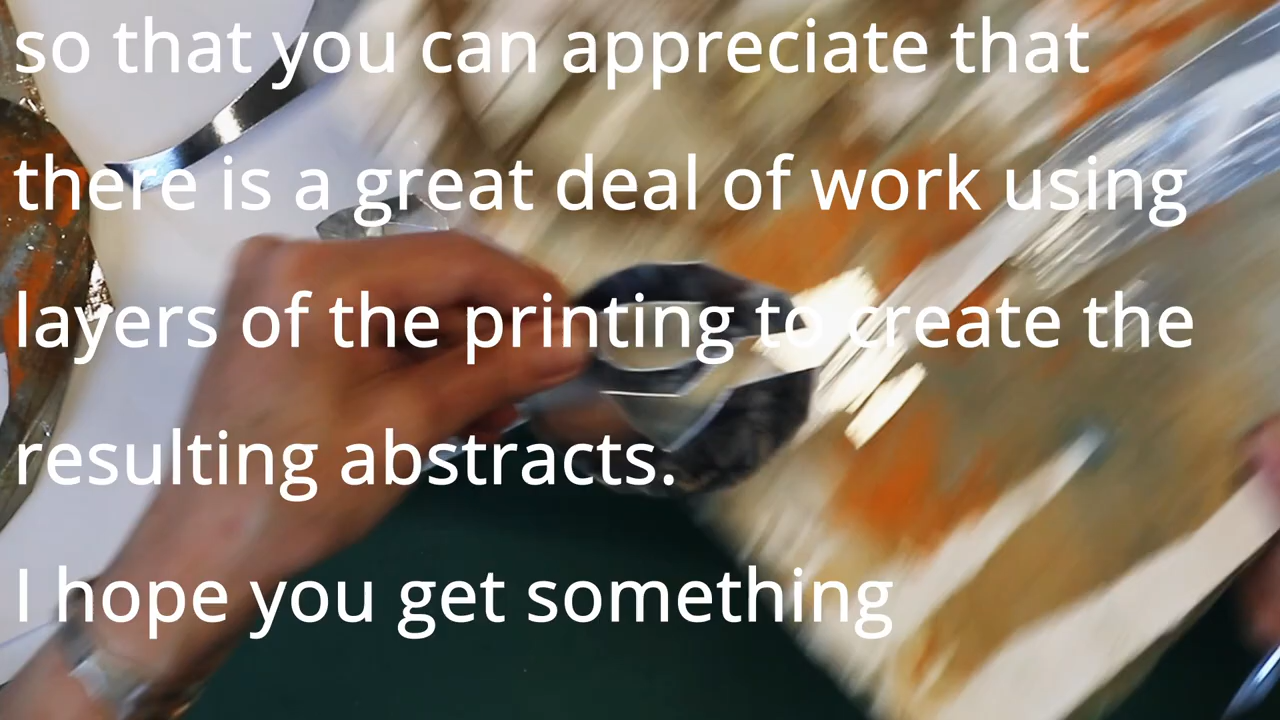 so that you can appreciate that
there is a great deal of work using
layers of the printing to create the
resulting abstracts.
I hope you get something